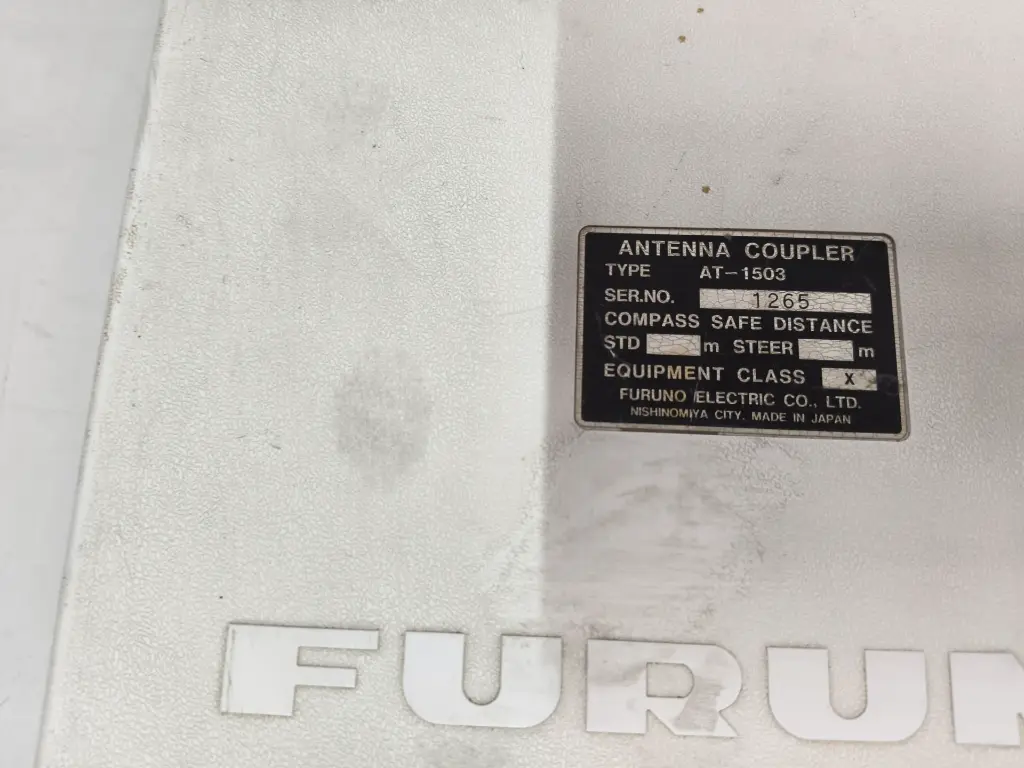 ANTENNA COUPLER
TYPE AT-1503
SER.NO. 1265
COMPASS SAFE DISTANCE
STD m STEER m
EQUIPMENT CLASS X
FURUNO ELECTRIC CO., LTD.
NISHINOMIYA CITY. MADE IN JAPAN
FURUN